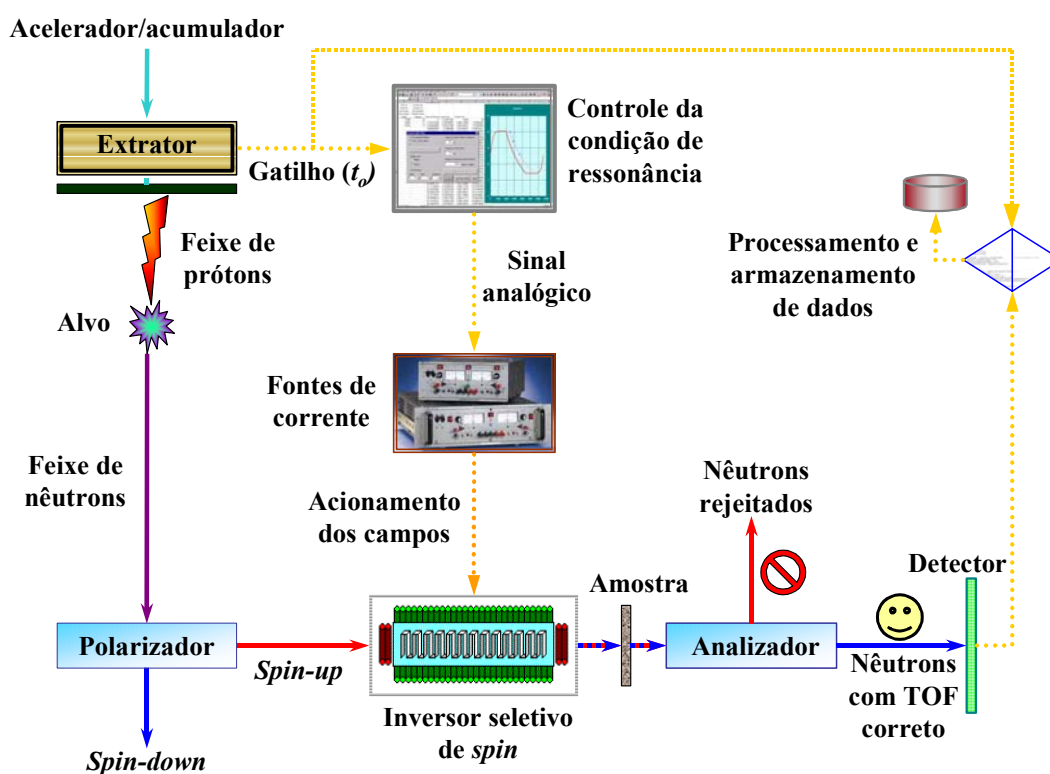 Acelerador/acumulador
Extrator
Gatilho (to)
Controle da
condição de
ressonância
Feixe de
prótons
Sinal
analógico
Processamento e
armazenamento
de dados
Alvo
Fontes de
corrente
Feixe de
nêutrons
Acionamento
dos campos
Nêutrons
rejeitados
Amostra
Detector
Polarizador
Spin-up
Analizador
Nêutrons
com TOF
correto
Inversor seletivo
de spin
Spin-down